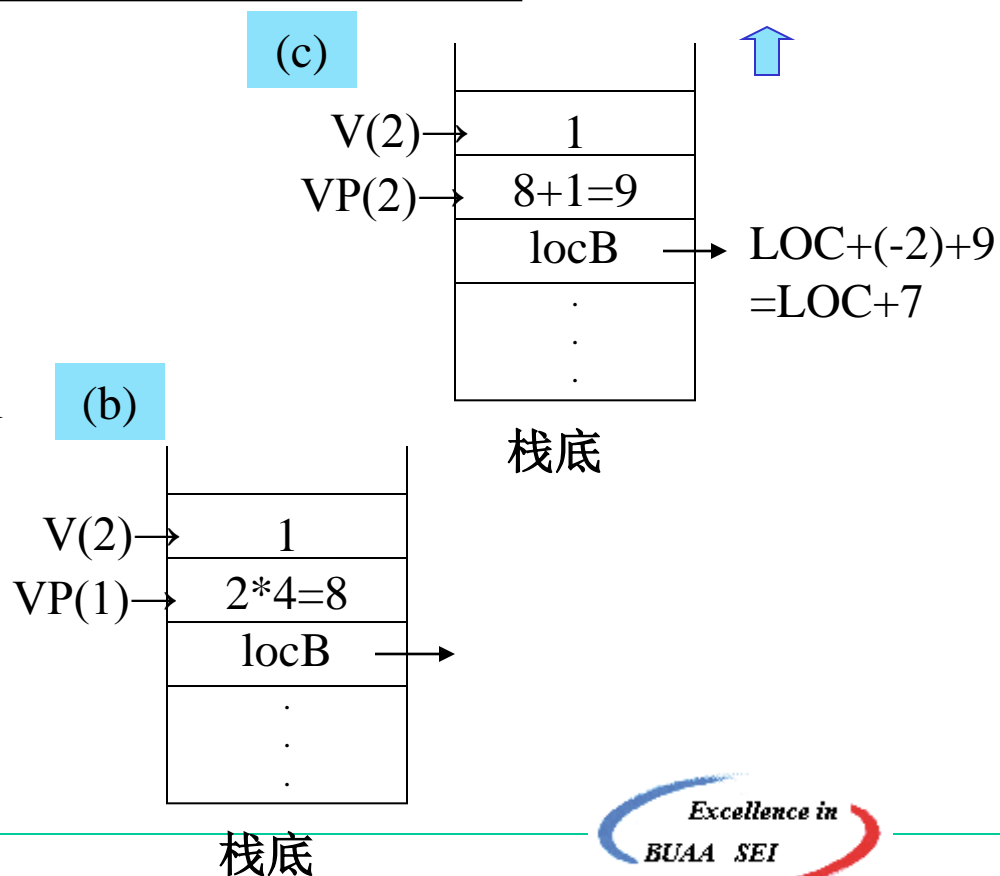 (c)
V(2)→ 1
VP(2)→ 8+1=9
locB → LOC+(-2)+9
=LOC+7
.
.
.
栈底
(b)
V(2)→ 1
VP(1)→ 2*4=8
locB →
.
.
.
栈底
Excellence in
BUAA SEI